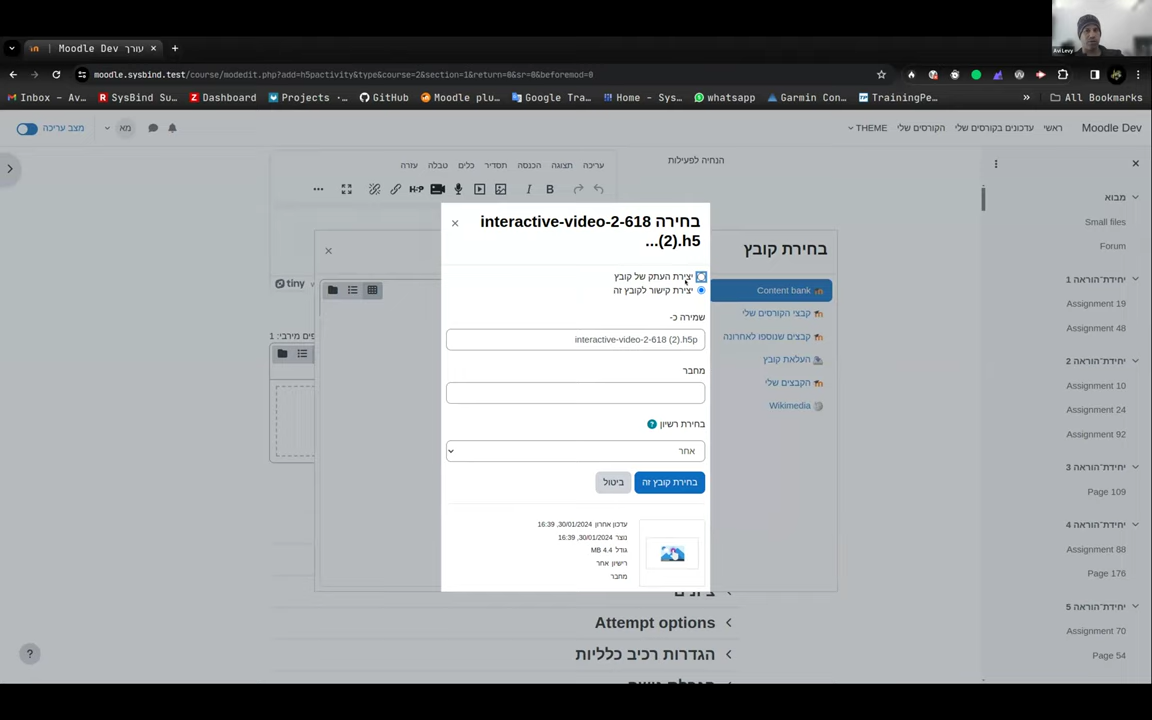 Avi Levy
עורך | Moodle Dev
moodle.sysbind.test/course/modedit.php?add=h5pactivity&type&course=2&section=1&return=0&sr=0&beforemod=0
Inbox - Av...
SysBind Su...
Dashboard
Projects ·...
GitHub
Moodle plu...
Google Tra...
Home - Sys...
whatsapp
Garmin Con...
TrainingPe...
»
All Bookmarks
Moodle Dev
ראשי
עדכונים בקורסים שלי
הקורסים שלי
THEME
מא
מצב עריכה
הנחיה לפעילות
עריכה
תצוגה
הכנסה
תסדיר
כלים
טבלה
עזרה
B I H-P
tiny
בחירת קובץ
Content bank
קבצי הקורסים שלי
קבצים שנוספו לאחרונה
העלאת קובץ
הקבצים שלי
Wikimedia
בחירה interactive-video-2-618
(2).h5...
יצירת העתק של קובץ
יצירת קישור לקובץ זה
שמירה כ-
interactive-video-2-618 (2).h5p
מחבר
בחירת רשיון
אחר
בחירת קובץ זה
ביטול
עדכון אחרון 30/01/2024, 16:39
נוצר 30/01/2024, 16:39
גודל 4.4 MB
רישיון אחר
מחבר
Attempt options
הגדרות רכיב כלליות
מבוא
Small files
Forum
יחידת־הוראה 1
Assignment 19
Assignment 48
יחידת־הוראה 2
Assignment 10
Assignment 24
Assignment 92
יחידת־הוראה 3
Page 109
יחידת־הוראה 4
Assignment 88
Page 176
יחידת־הוראה 5
Assignment 70
Page 54
?